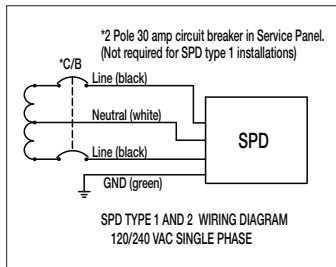 *2 Pole 30 amp circuit breaker in Service Panel.
(Not required for SPD type 1 installations)
*C/B
Line (black)
Neutral (white)
SPD
Line (black)
GND (green)
SPD TYPE 1 AND 2 WIRING DIAGRAM
120/240 VAC SINGLE PHASE